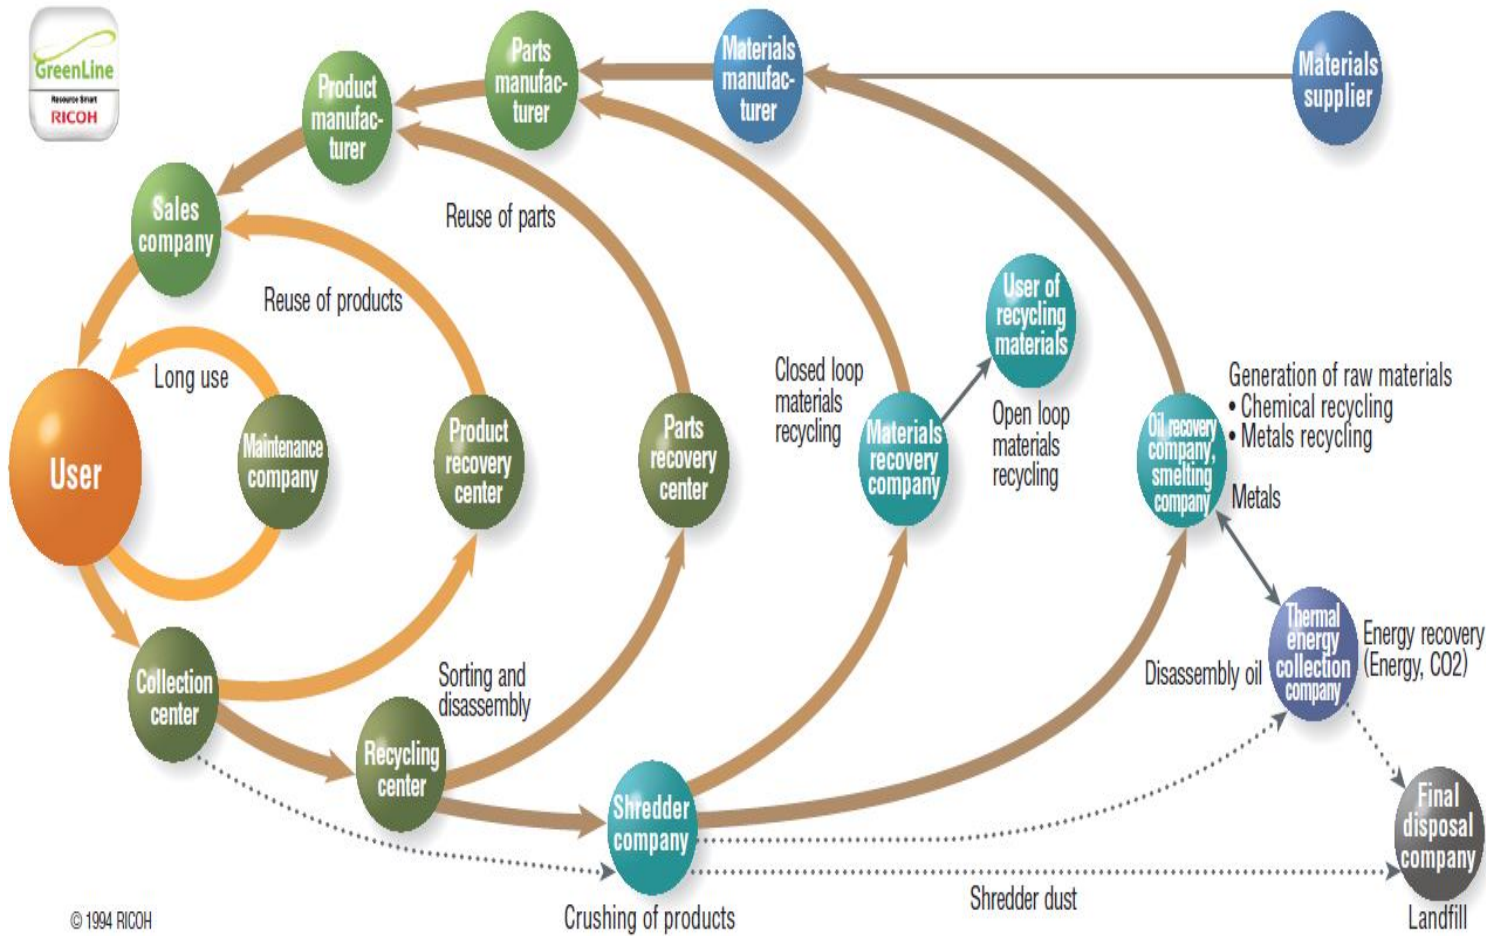 GreenLine
Resource Smart
RICOH
Product
manufac-
turer
Parts
manufac-
turer
Materials
manufac-
turer
Materials
supplier
Sales
company
Reuse of parts
Reuse of products
Long use
User
Maintenance
company
Product
recovery
center
Parts
recovery
center
Closed loop
materials
recycling
Materials
recovery
company
User of
recycling
materials
Open loop
materials
recycling
Oil recovery
company,
smelting
company
Generation of raw materials
• Chemical recycling
• Metals recycling
Metals
Thermal
energy
collection
company
Energy recovery
(Energy, CO2)
Disassembly oil
Collection
center
Sorting and
disassembly
Recycling
center
Shredder
company
Crushing of products
Shredder dust
Final
disposal
company
Landfill
© 1994 RICOH